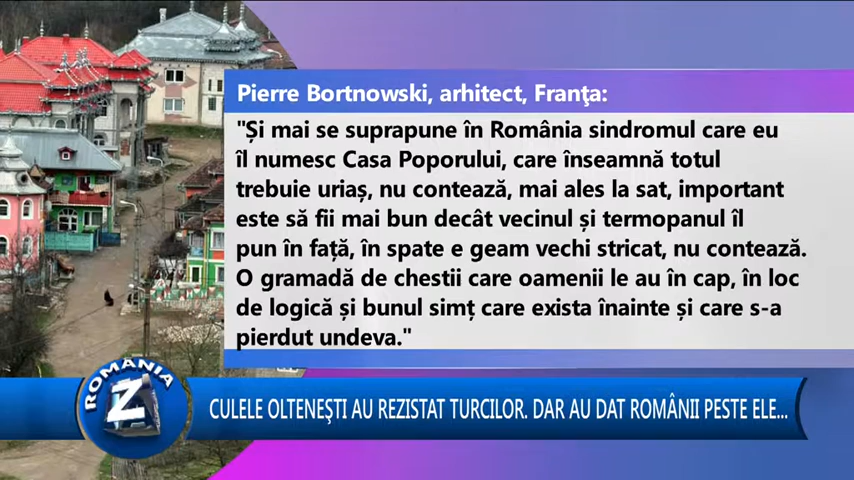 Pierre Bortnowski, arhitect, Franţa:
"Și mai se suprapune în România sindromul care eu
îl numesc Casa Poporului, care înseamnă totul
trebuie uriaș, nu contează, mai ales la sat, important
este să fii mai bun decât vecinul și termopanul îl
pun în față, în spate e geam vechi stricat, nu contează.
O gramadă de chestii care oamenii le au în cap, în loc
de logică și bunul simț care exista înainte și care s-a
pierdut undeva."
ROMÂNIA
Z
CULELE OLTENEŞTI AU REZISTAT TURCILOR. DAR AU DAT ROMÂNII PESTE ELE...